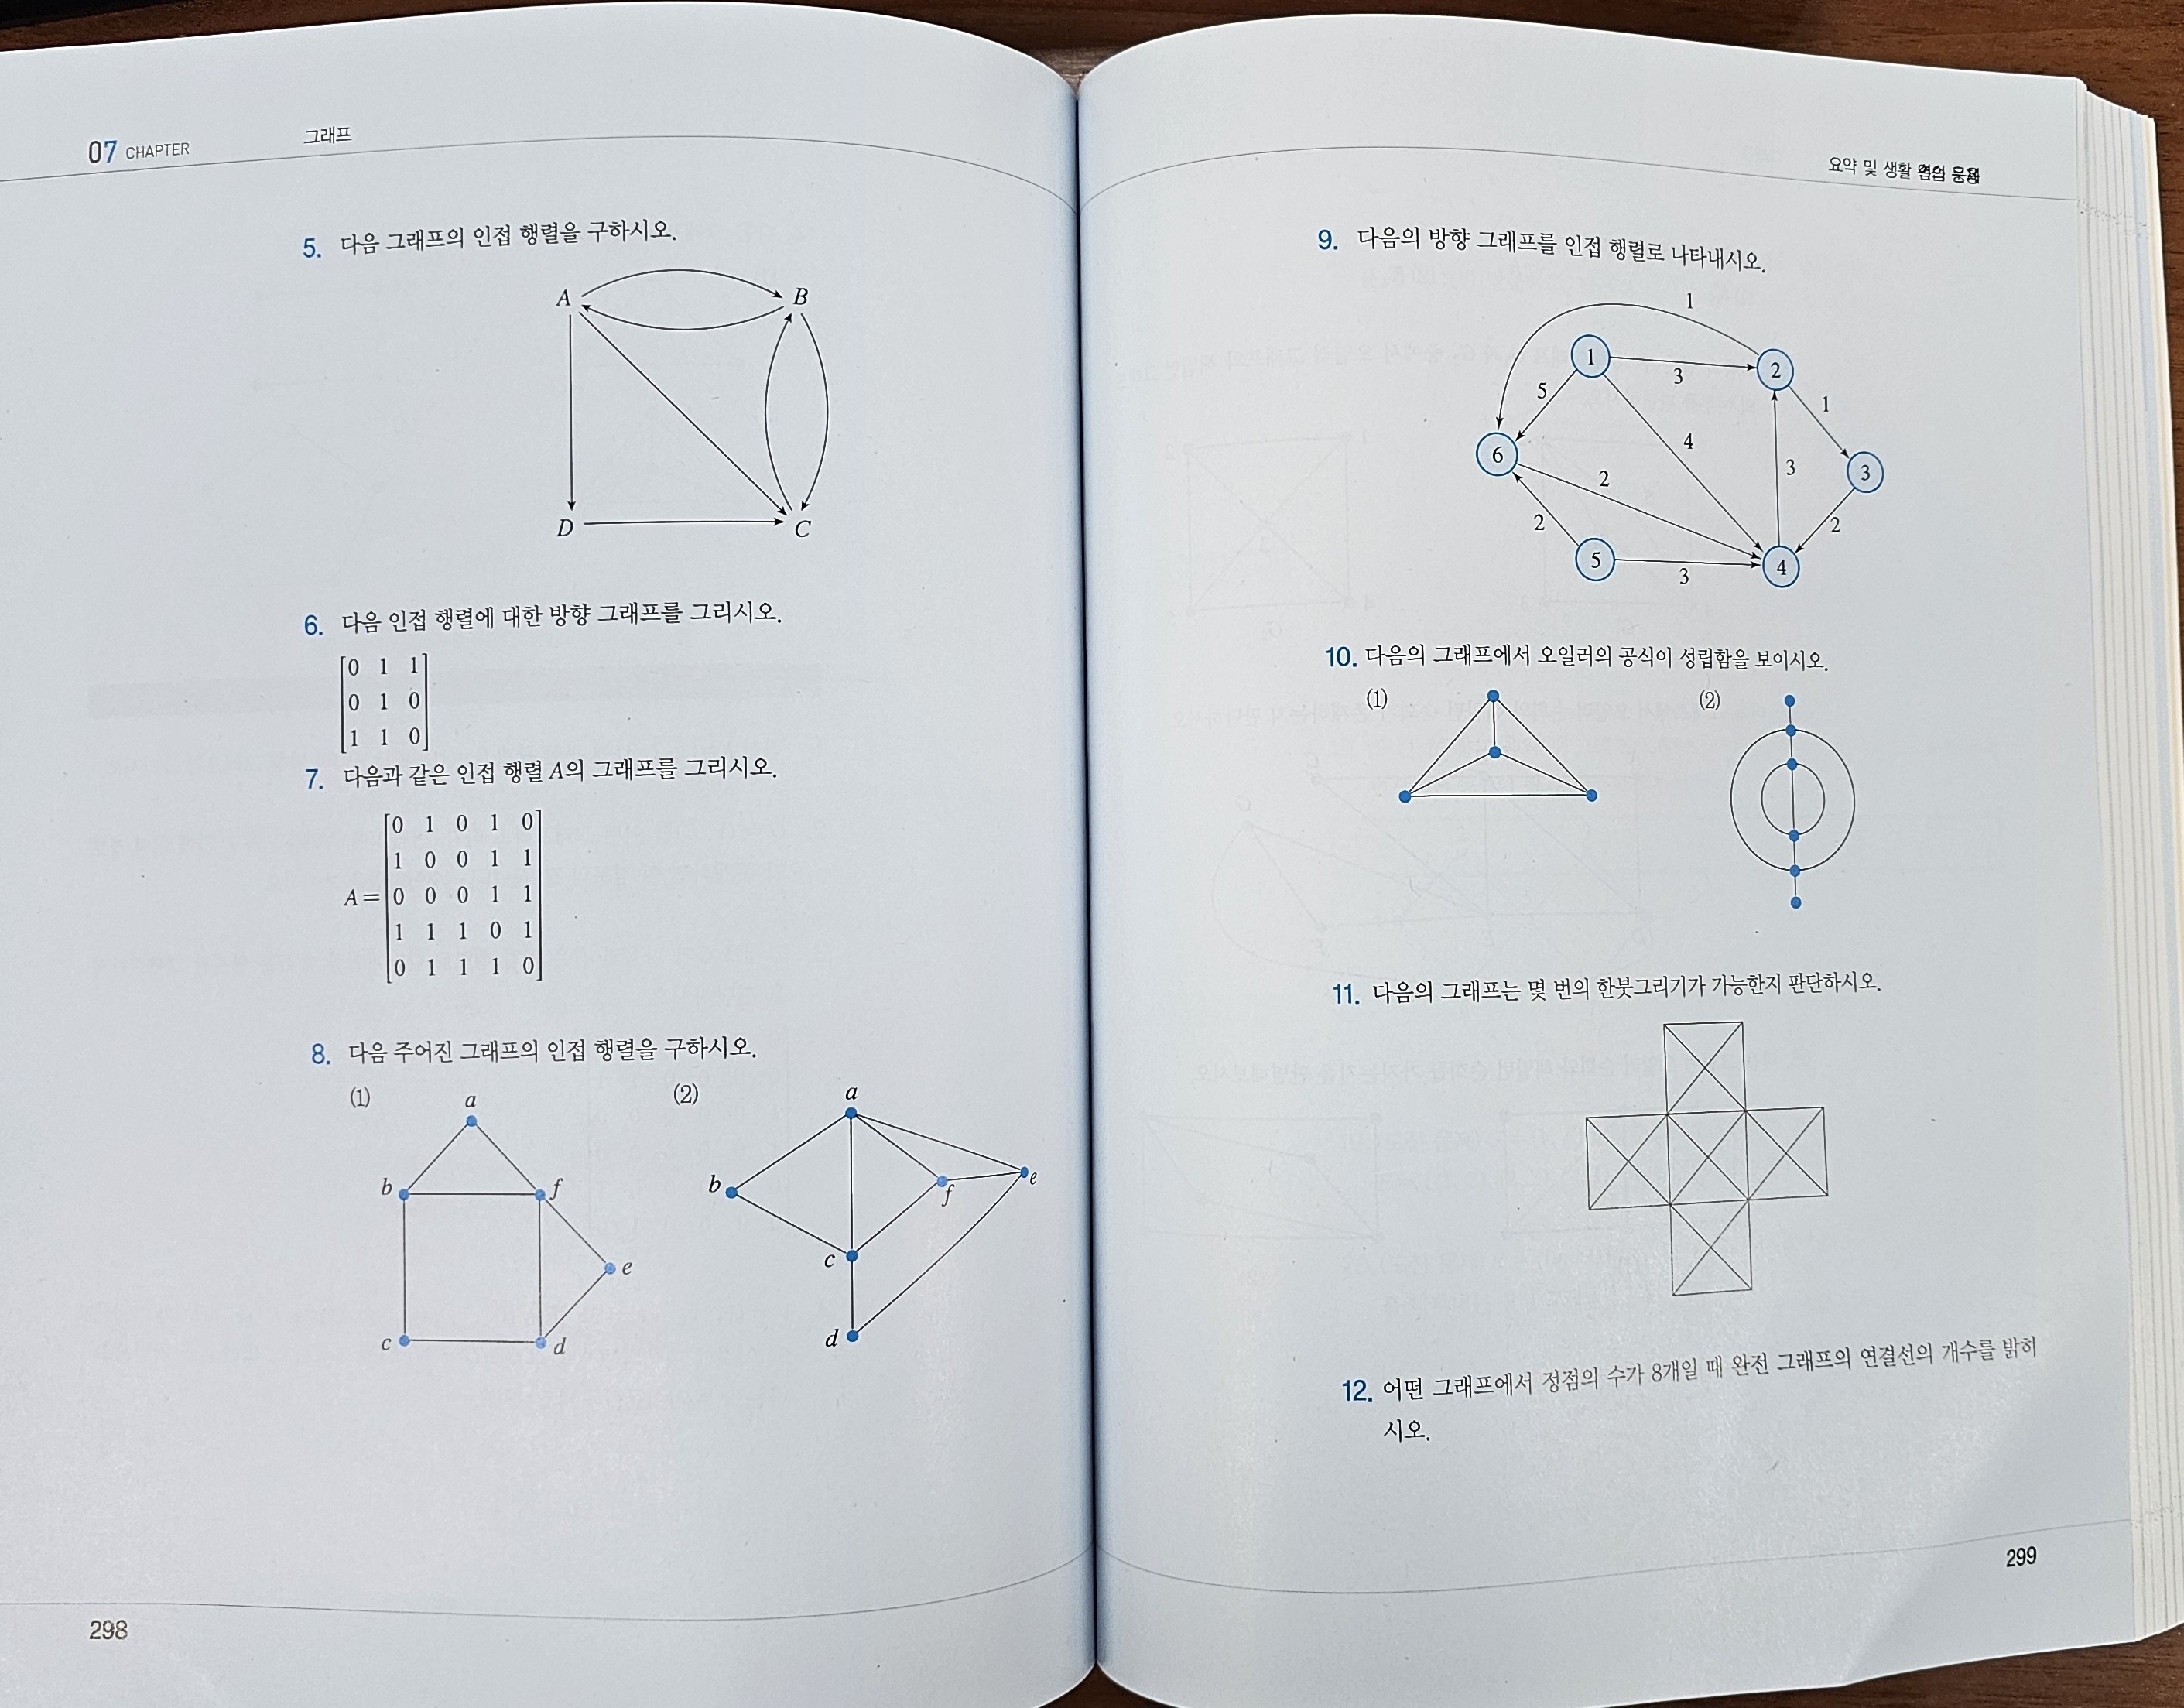 07 CHAPTER
그래프
5. 다음 그래프의 인접 행렬을 구하시오.
A
B
D
C
6. 다음 인접 행렬에 대한 방향 그래프를 그리시오.
0 1 1
0 1 0
1 1 0
7. 다음과 같은 인접 행렬 A의 그래프를 그리시오.
0 1 0 1 0
1 0 0 1 1
A= 0 0 0 1 1
1 1 1 0 1
0 1 1 1 0
8. 다음 주어진 그래프의 인접 행렬을 구하시오.
(1)
a
b
f
e
c
d
(2)
a
b
f
e
c
d
298
요약 및 생활
9. 다음의 방향 그래프를 인접 행렬로 나타내시오.
1
1
3
2
5
1
4
6
2
3
3
2
2
5
3
4
10. 다음의 그래프에서 오일러의 공식이 성립함을 보이시오.
(1)
(2)
11. 다음의 그래프는 몇 번의 한붓그리기가 가능한지 판단하시오.
12. 어떤 그래프에서 정점의 수가 8개일 때 완전 그래프의 연결선의 개수를 밝히
시오.
299